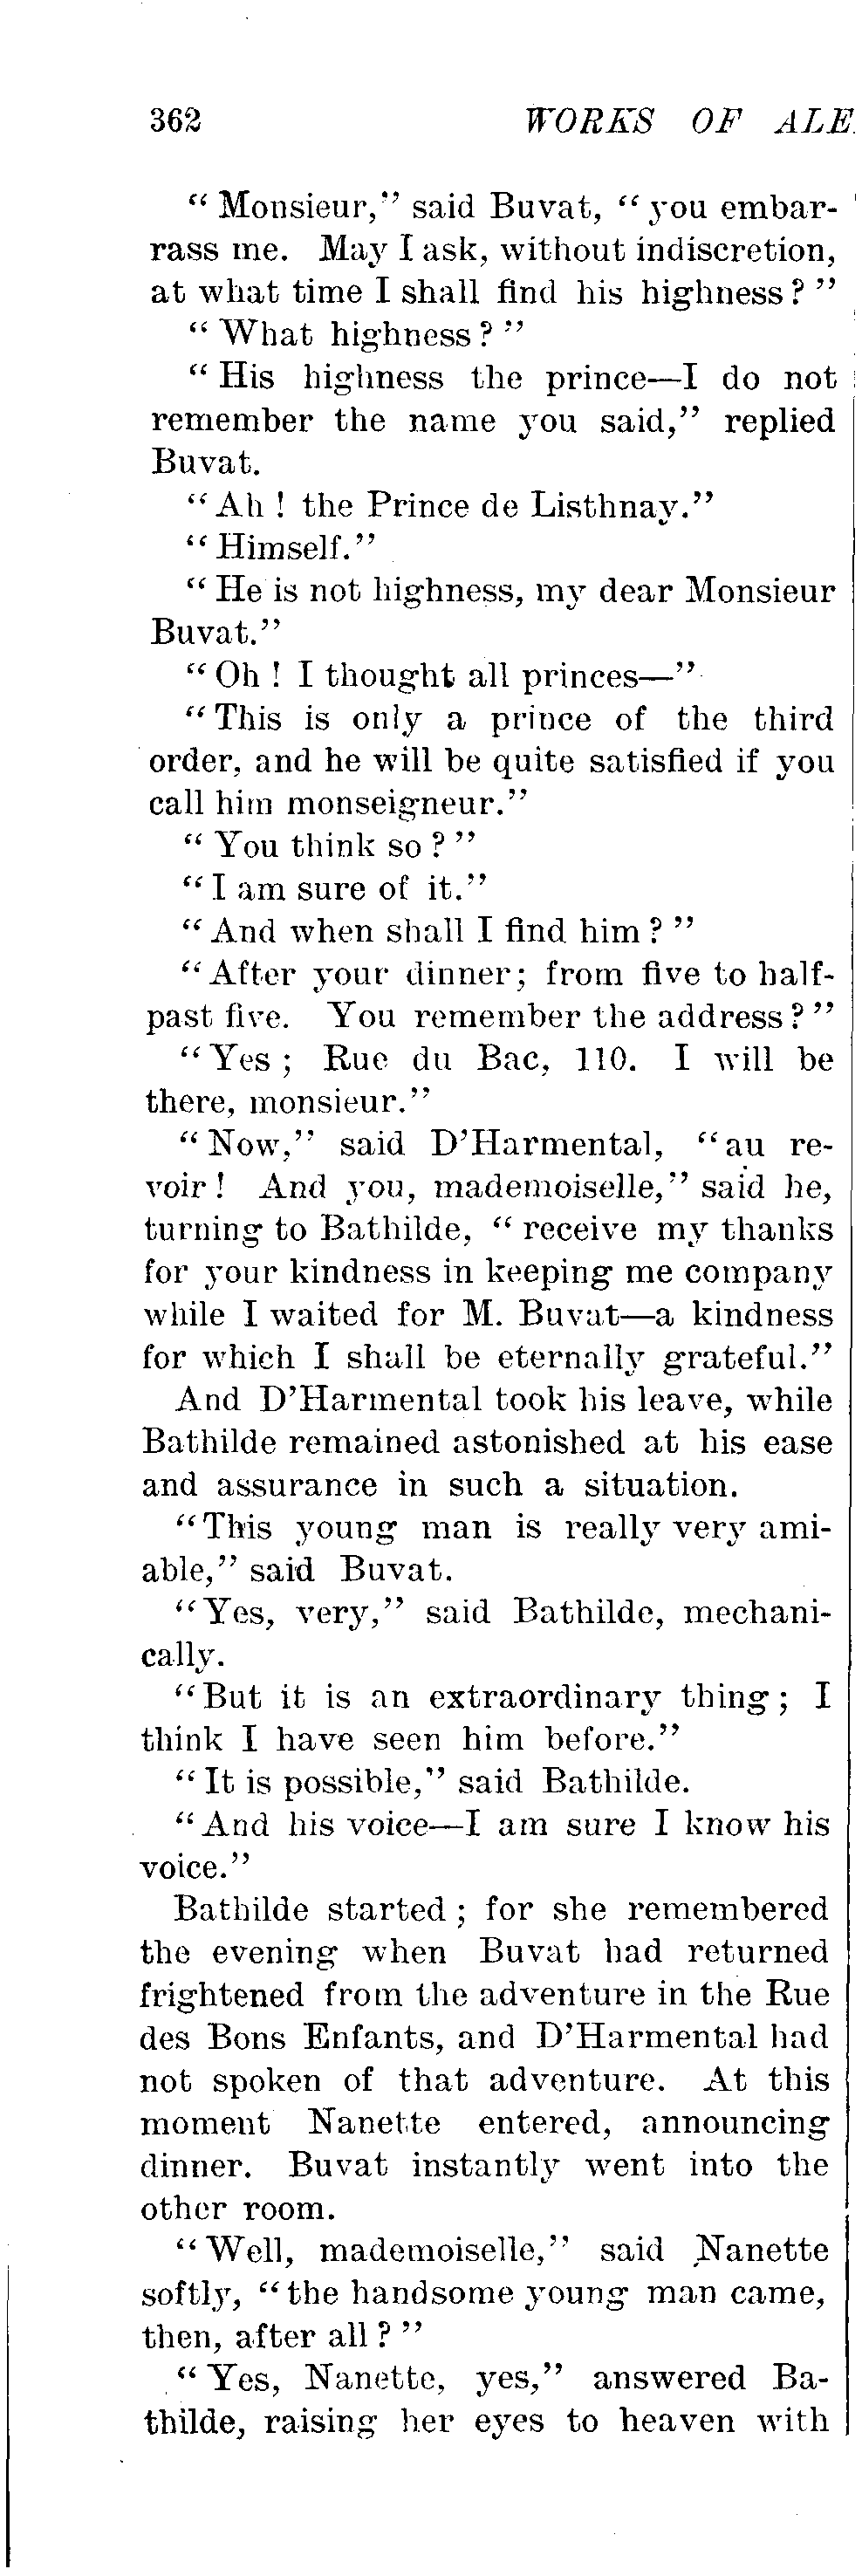 362 WORKS OF ALE
“Monsieur,” said Buvat, “you embar-
rass me. May I ask, without indiscretion,
at what time I shall find his highness?”
“What highness?”
“His highness the prince—I do not
remember the name you said,” replied
Buvat.
“Ah! the Prince de Listhnay.”
“Himself.”
“He is not highness, my dear Monsieur
Buvat.”
“Oh! I thought all princes—”
“This is only a prince of the third
order, and he will be quite satisfied if you
call him monseigneur.”
“You think so?”
“I am sure of it.”
“And when shall I find him?”
“After your dinner; from five to half-
past five. You remember the address?”
“Yes; Rue du Bac, 110. I will be
there, monsieur.”
“Now,” said D’Harmental, “au re-
voir! And you, mademoiselle,” said he,
turning to Bathilde, “receive my thanks
for your kindness in keeping me company
while I waited for M. Buvat—a kindness
for which I shall be eternally grateful.”
And D’Harmental took his leave, while
Bathilde remained astonished at his ease
and assurance in such a situation.
“This young man is really very ami-
able,” said Buvat.
“Yes, very,” said Bathilde, mechani-
cally.
“But it is an extraordinary thing; I
think I have seen him before.”
“It is possible,” said Bathilde.
“And his voice—I am sure I know his
voice.”
Bathilde started; for she remembered
the evening when Buvat had returned
frightened from the adventure in the Rue
des Bons Enfants, and D’Harmental had
not spoken of that adventure. At this
moment Nanette entered, announcing
dinner. Buvat instantly went into the
other room.
“Well, mademoiselle,” said Nanette
softly, “the handsome young man came,
then, after all?”
“Yes, Nanette, yes,” answered Ba-
thilde, raising her eyes to heaven with